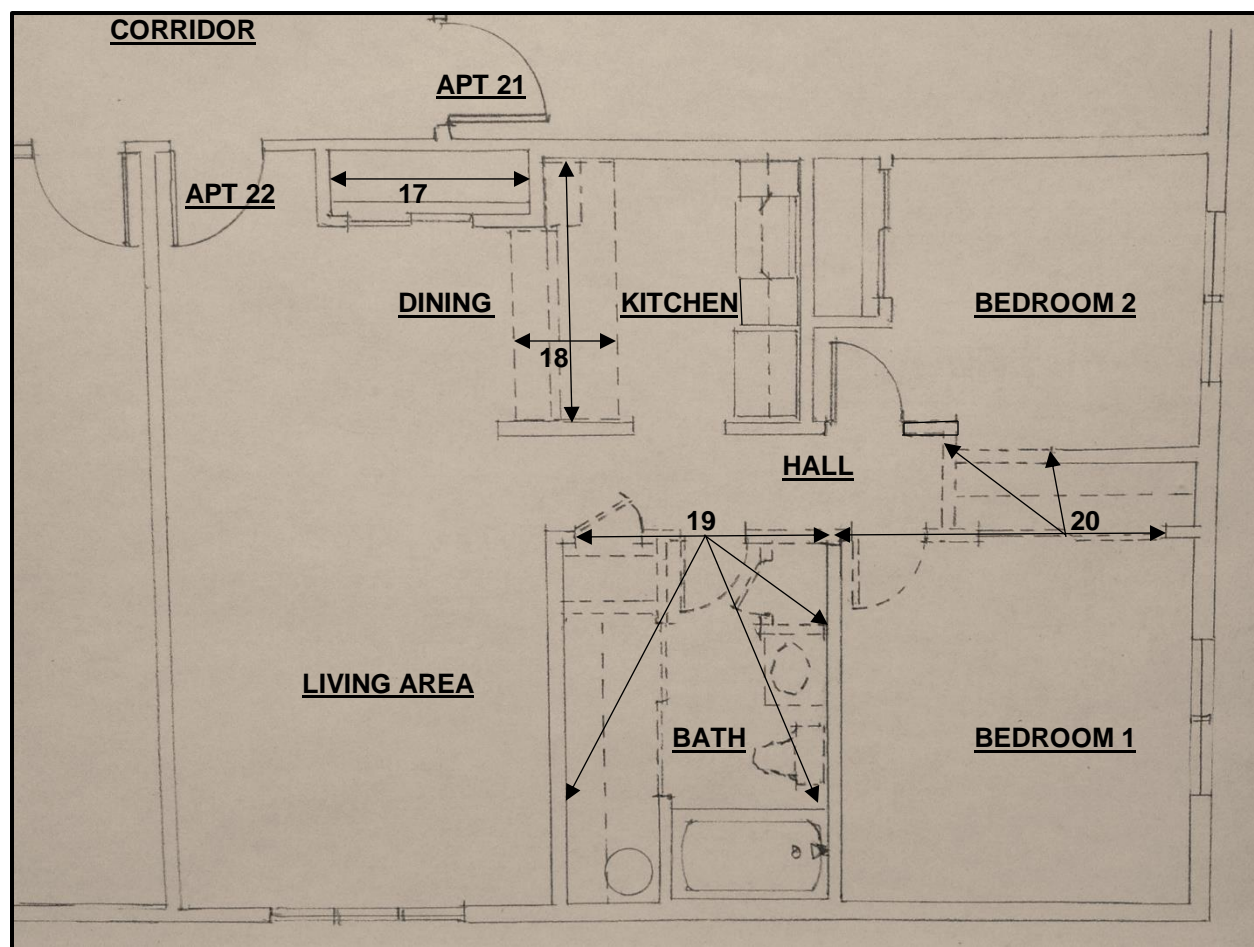 CORRIDOR
APT 21
APT 22
17
DINING
KITCHEN
BEDROOM 2
18
HALL
19
20
LIVING AREA
BATH
BEDROOM 1